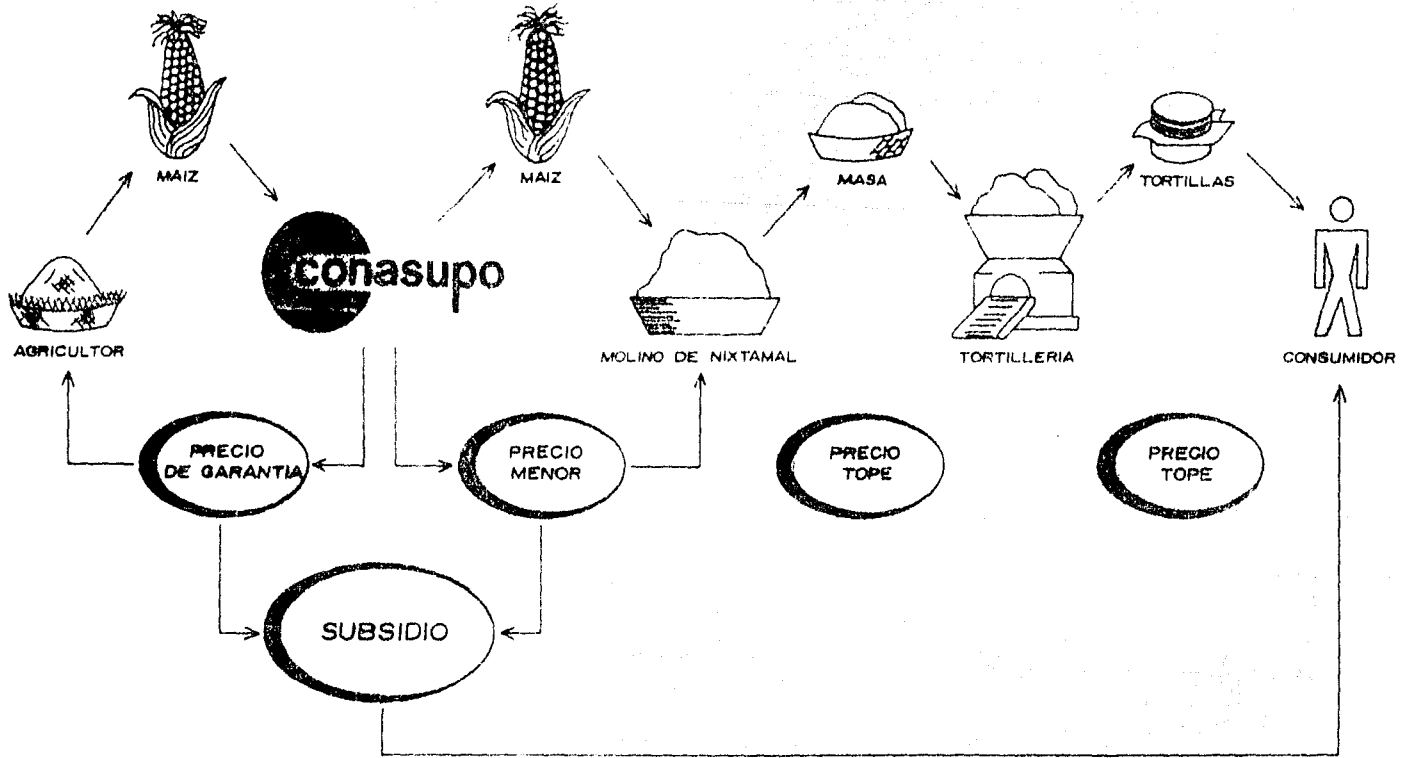 MAIZ
MAIZ
MASA
TORTILLAS
conasupo
AGRICULTOR
MOLINO DE NIXTAMAL
TORTILLERIA
CONSUMIDOR
PRECIO
DE GARANTIA
PRECIO
MENOR
PRECIO
TOPE
PRECIO
TOPE
SUBSIDIO